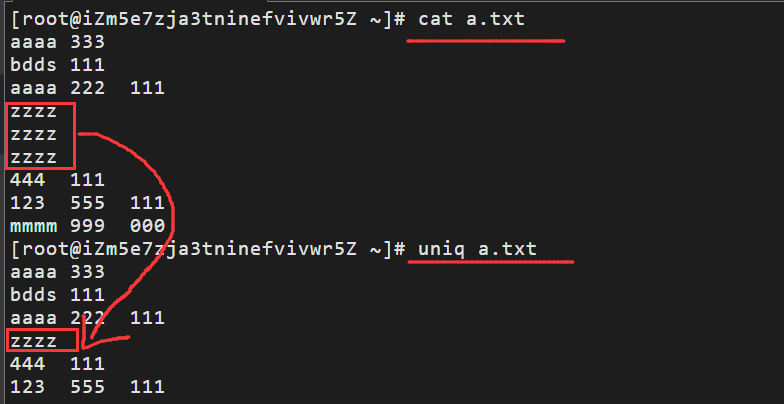 [root@iZm5e7zja3tninefvivwr5Z ~]# cat a.txt
aaaa 333
bdds 111
aaaa 222  111
zzzz
zzzz
zzzz
444  111
123  555  111
mmmm 999  000
[root@iZm5e7zja3tninefvivwr5Z ~]# uniq a.txt
aaaa 333
bdds 111
aaaa 222  111
zzzz
444  111
123  555  111